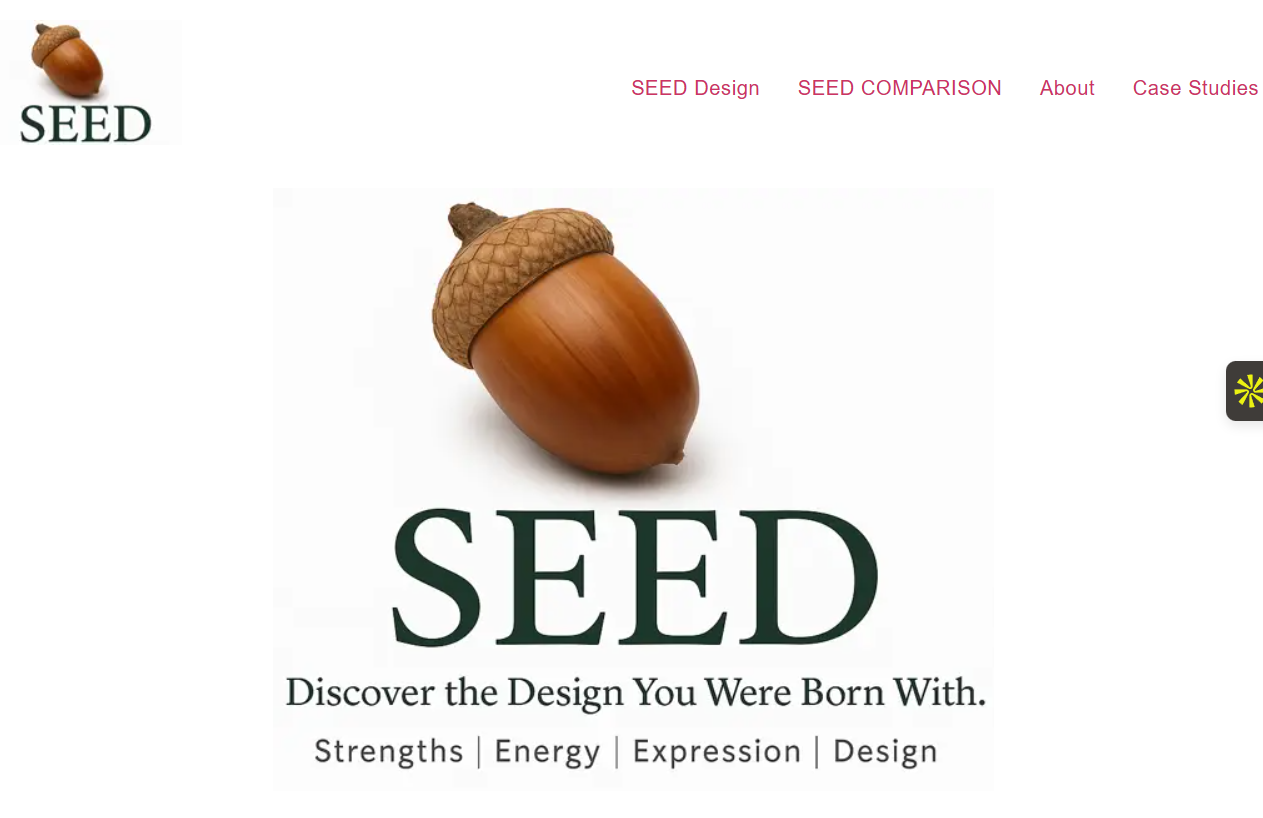 SEED
SEED Design
SEED COMPARISON
About
Case Studies
SEED
Discover the Design You Were Born With.
Strengths | Energy | Expression | Design